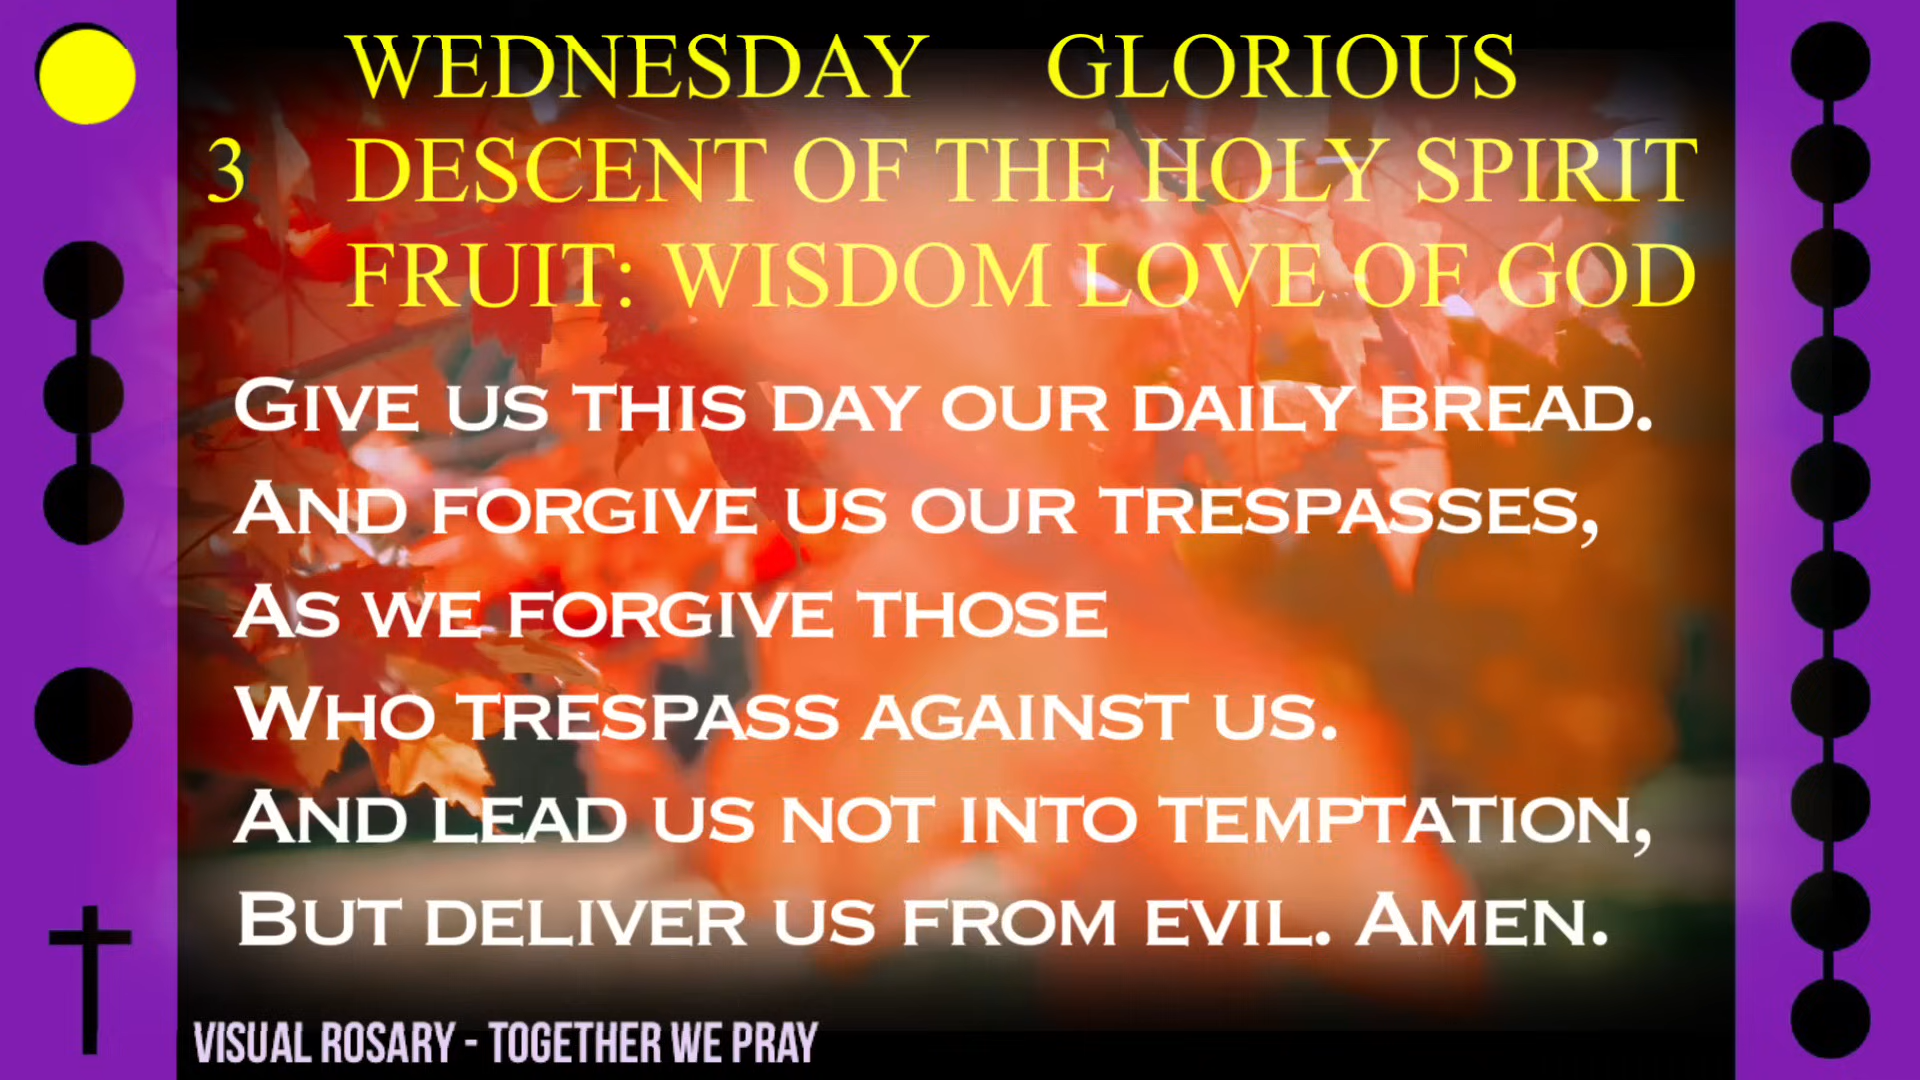 WEDNESDAY GLORIOUS
3 DESCENT OF THE HOLY SPIRIT
FRUIT: WISDOM LOVE OF GOD
GIVE US THIS DAY OUR DAILY BREAD.
AND FORGIVE US OUR TRESPASSES,
AS WE FORGIVE THOSE
WHO TRESPASS AGAINST US.
AND LEAD US NOT INTO TEMPTATION,
BUT DELIVER US FROM EVIL. AMEN.
VISUAL ROSARY - TOGETHER WE PRAY